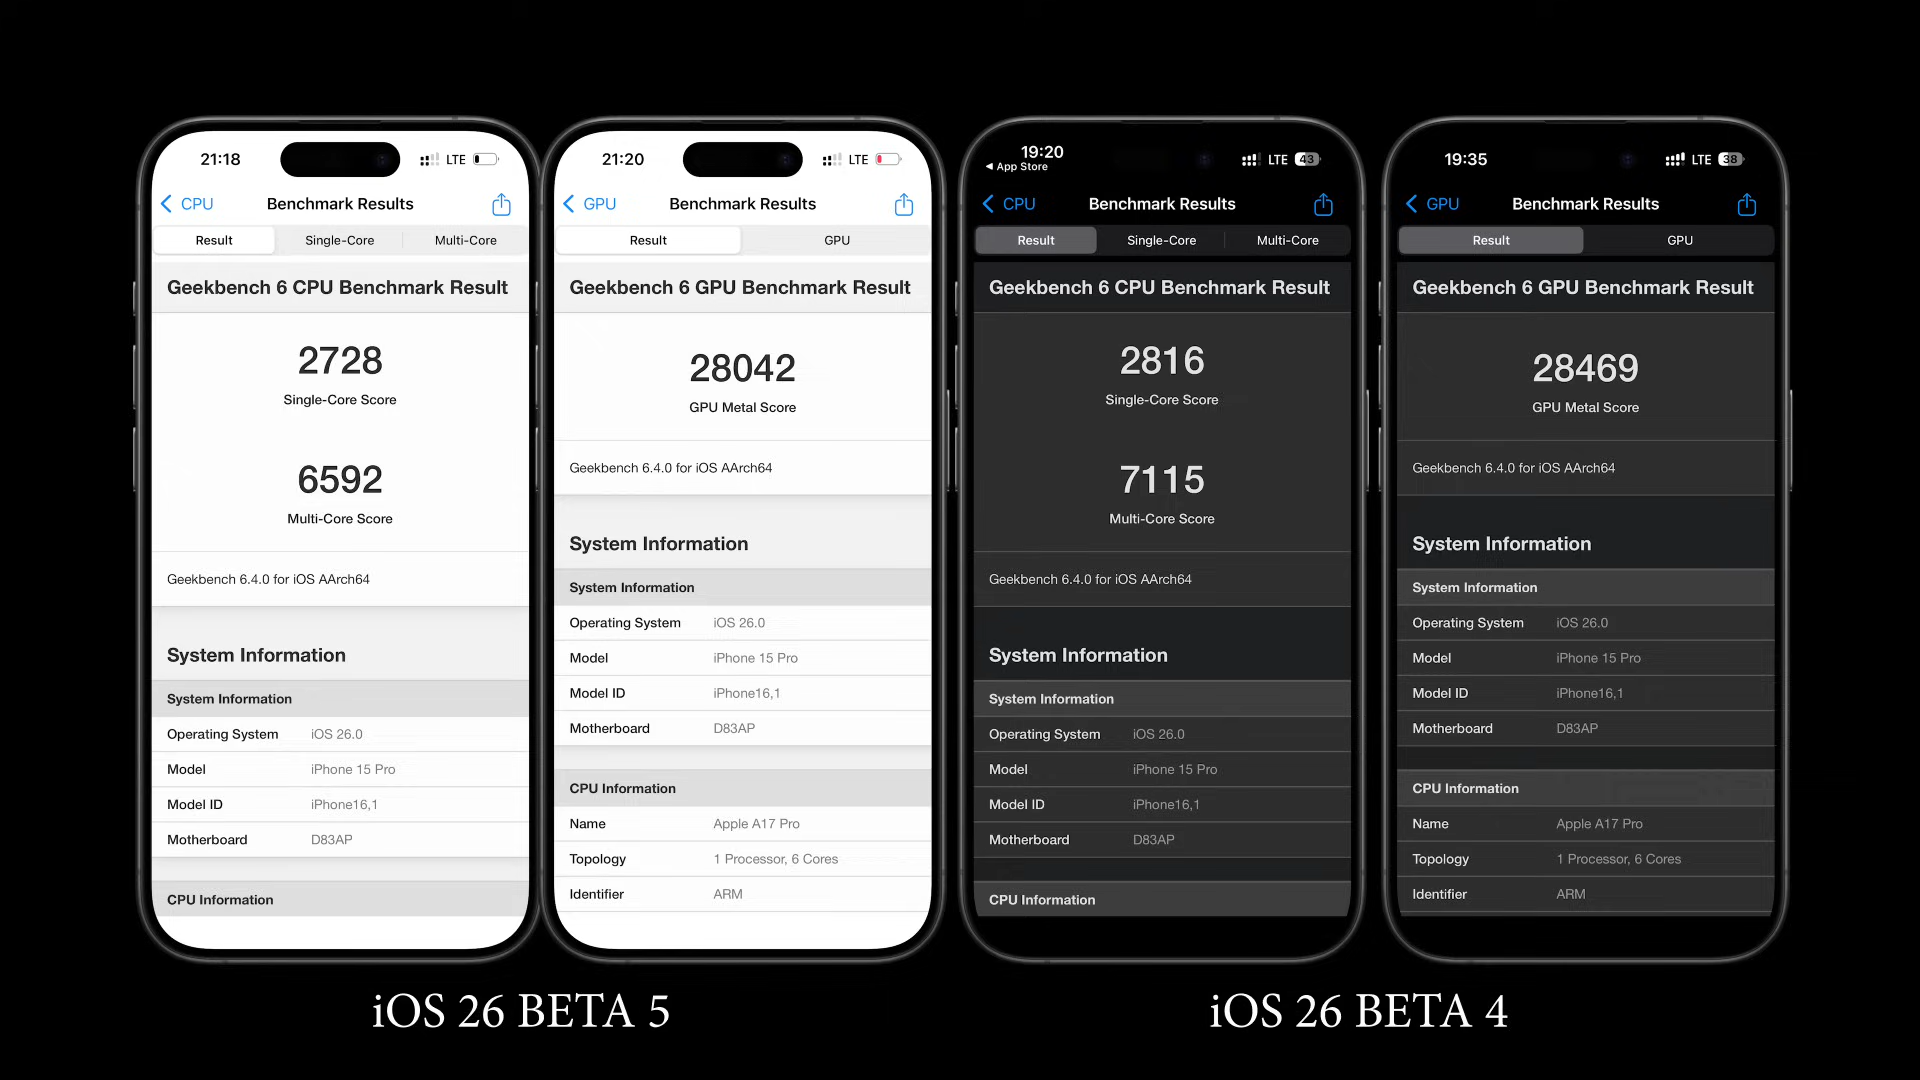 21:18
LTE
CPU
Benchmark Results
Result
Single-Core
Multi-Core
Geekbench 6 CPU Benchmark Result
2728
Single-Core Score
6592
Multi-Core Score
Geekbench 6.4.0 for iOS AArch64
System Information
System Information
Operating System iOS 26.0
Model iPhone 15 Pro
Model ID iPhone16,1
Motherboard D83AP
CPU Information
21:20
LTE
GPU
Benchmark Results
Result
GPU
Geekbench 6 GPU Benchmark Result
28042
GPU Metal Score
Geekbench 6.4.0 for iOS AArch64
System Information
System Information
Operating System iOS 26.0
Model iPhone 15 Pro
Model ID iPhone16,1
Motherboard D83AP
CPU Information
Name Apple A17 Pro
Topology 1 Processor, 6 Cores
Identifier ARM
iOS 26 BETA 5
19:20
App Store
LTE 43
CPU
Benchmark Results
Result
Single-Core
Multi-Core
Geekbench 6 CPU Benchmark Result
2816
Single-Core Score
7115
Multi-Core Score
Geekbench 6.4.0 for iOS AArch64
System Information
System Information
Operating System iOS 26.0
Model iPhone 15 Pro
Model ID iPhone16,1
Motherboard D83AP
CPU Information
19:35
LTE 38
GPU
Benchmark Results
Result
GPU
Geekbench 6 GPU Benchmark Result
28469
GPU Metal Score
Geekbench 6.4.0 for iOS AArch64
System Information
System Information
Operating System iOS 26.0
Model iPhone 15 Pro
Model ID iPhone16,1
Motherboard D83AP
CPU Information
Name Apple A17 Pro
Topology 1 Processor, 6 Cores
Identifier ARM
iOS 26 BETA 4